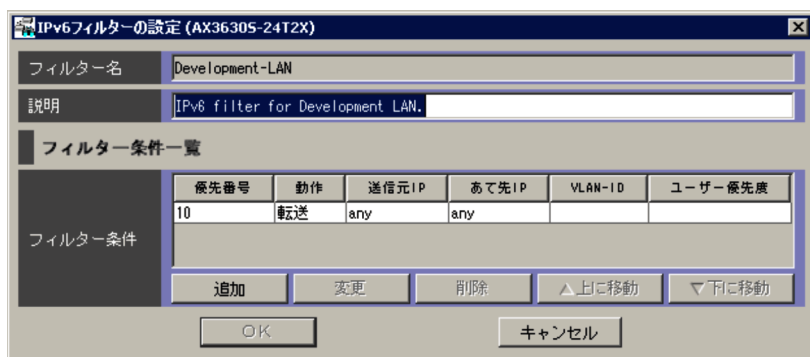 IPv6フィルターの設定 (AX3630S-24T2X)
フィルター名 Development-LAN
説明 IPv6 filter for Development LAN.
フィルター条件一覧
優先番号 動作 送信元IP あて先IP VLAN-ID ユーザー優先度
10 転送 any any
フィルター条件
追加 変更 削除 △上に移動 ▽下に移動
OK キャンセル